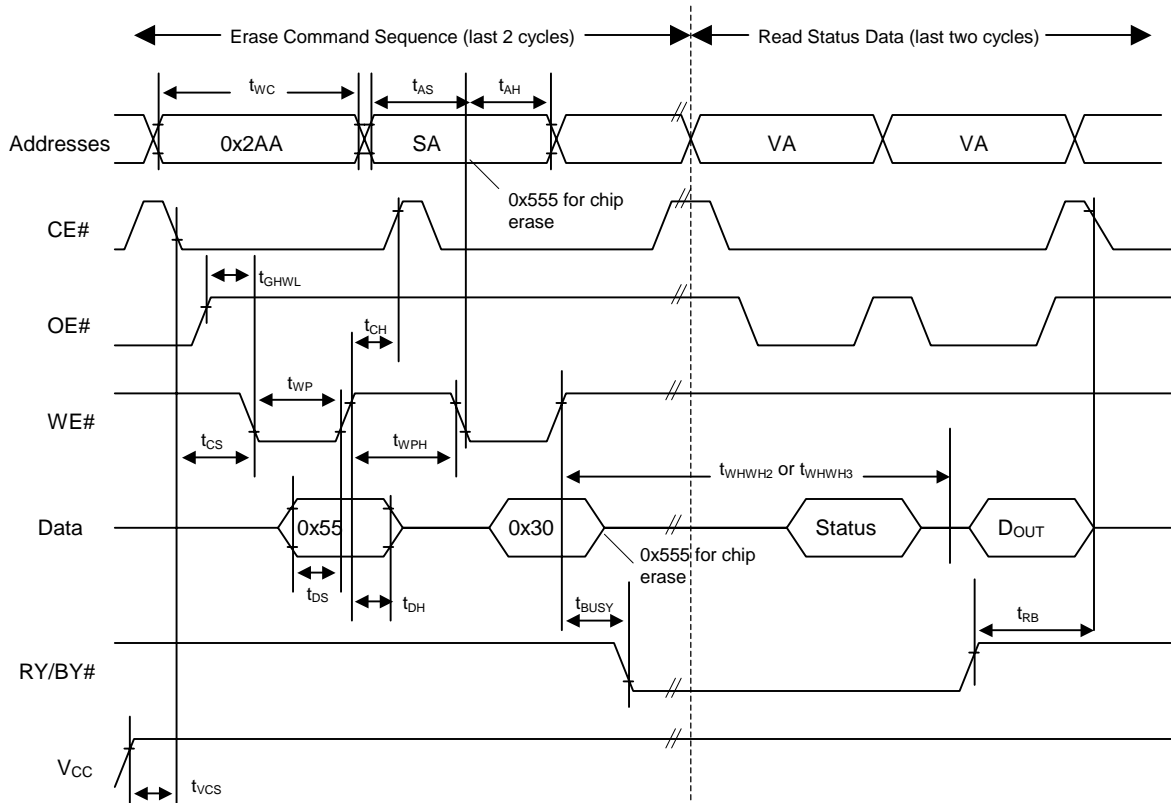 Erase Command Sequence (last 2 cycles)
Read Status Data (last two cycles)
tWC
tAS
tAH
Addresses
0x2AA
SA
VA
VA
0x555 for chip
erase
CE#
tGHWL
OE#
tCH
tWP
WE#
tCS
tWPH
tWHWH2 or tWHWH3
Data
0x55
0x30
Status
DOUT
0x555 for chip
erase
tDS
tDH
tBUSY
tRB
RY/BY#
VCC
tVCS